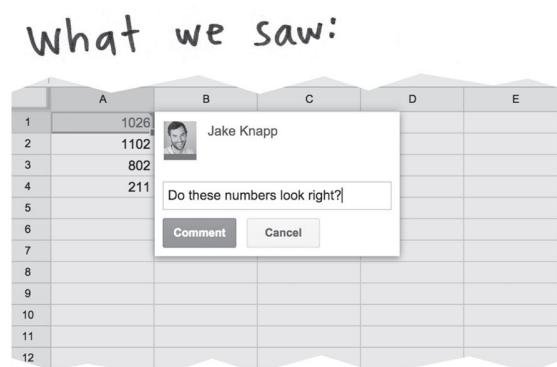 What we saw:
A B C D E
1 1026
2 1102
3 802
4 211
5
6
7
8
9
10
11
12
Jake Knapp
Do these numbers look right?
Comment Cancel